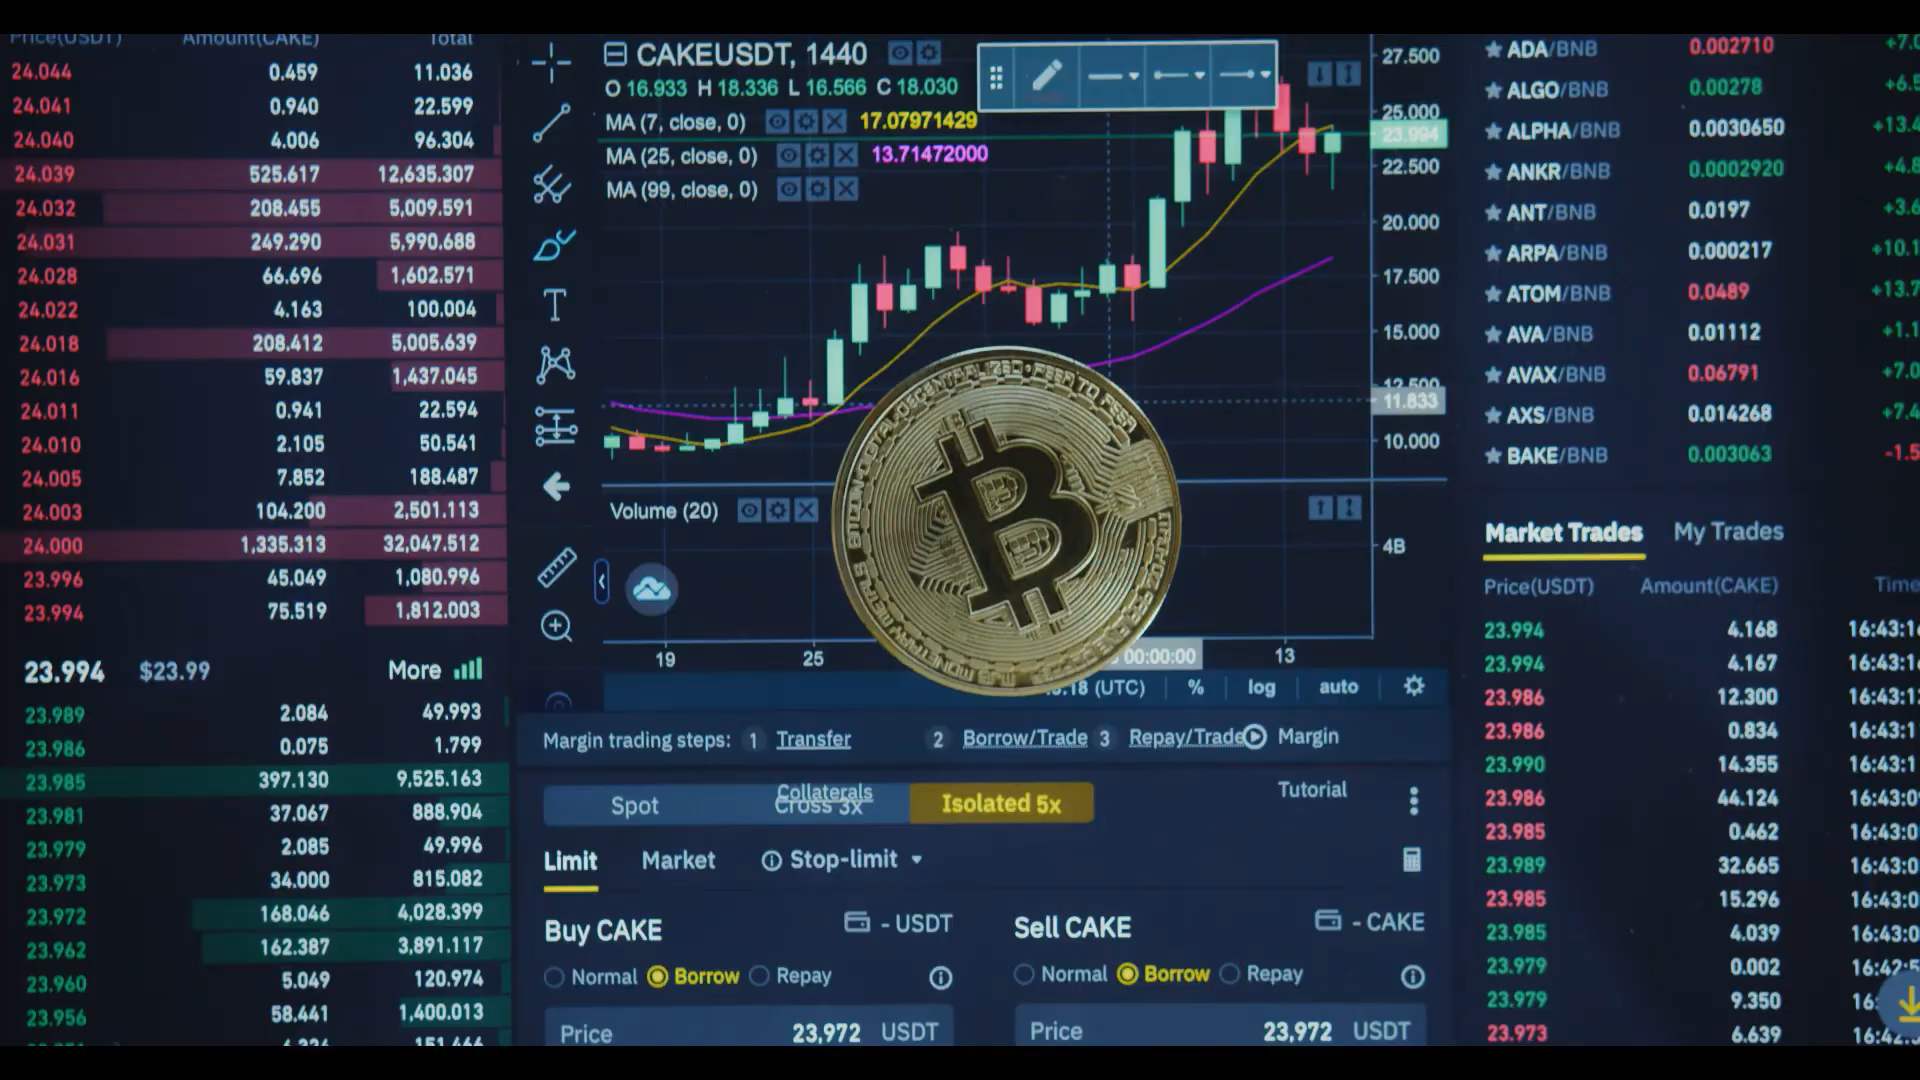 Price(USDT) Amount(CAKE) Total
24.044 0.459 11.036
24.041 0.940 22.599
24.040 4.006 96.304
24.039 525.617 12,635.307
24.032 208.455 5,009.591
24.031 249.290 5,990.688
24.028 66.696 1,602.571
24.022 4.163 100.004
24.018 208.412 5,005.639
24.016 59.837 1,437.045
24.011 0.941 22.594
24.010 2.105 50.541
24.005 7.852 188.487
24.003 104.200 2,501.113
24.000 1,335.313 32,047.512
23.996 45.049 1,080.996
23.994 75.519 1,812.003
23.994 $23.99 More
23.989 2.084 49.993
23.986 0.075 1.799
23.985 397.130 9,525.163
23.981 37.067 888.904
23.979 2.085 49.996
23.973 34.000 815.082
23.972 168.046 4,028.399
23.962 162.387 3,891.117
23.960 5.049 120.974
23.956 58.441 1,400.013
CAKEUSDT, 1440
O 16.933 H 18.336 L 16.566 C 18.030
MA (7, close, 0) 17.07971429
MA (25, close, 0) 13.71472000
MA (99, close, 0)
27.500
25.000
23.994
22.500
20.000
17.500
15.000
12.500
11.833
10.000
Volume (20)
4B
19 25 00:00:00 13
(UTC) % log auto
BITCOIN DIGITAL DECENTRALIZED PEER TO PEER
Margin trading steps: 1 Transfer 2 Borrow/Trade 3 Repay/Trade Margin
Collaterals Tutorial
Spot Cross 3x Isolated 5x
Limit Market Stop-limit
Buy CAKE - USDT
Normal Borrow Repay
Price 23,972 USDT
Sell CAKE - CAKE
Normal Borrow Repay
Price 23,972 USDT
ADA/BNB 0.002710
ALGO/BNB 0.00278
ALPHA/BNB 0.0030650
ANKR/BNB 0.0002920
ANT/BNB 0.0197
ARPA/BNB 0.000217
ATOM/BNB 0.0489
AVA/BNB 0.01112
AVAX/BNB 0.06791
AXS/BNB 0.014268
BAKE/BNB 0.003063
Market Trades My Trades
Price(USDT) Amount(CAKE) Time
23.994 4.168
23.994 4.167
23.986 12.300
23.986 0.834
23.990 14.355
23.986 44.124
23.985 0.462
23.989 32.665
23.985 15.296
23.985 4.039
23.979 0.002
23.979 9.350
23.973 6.639